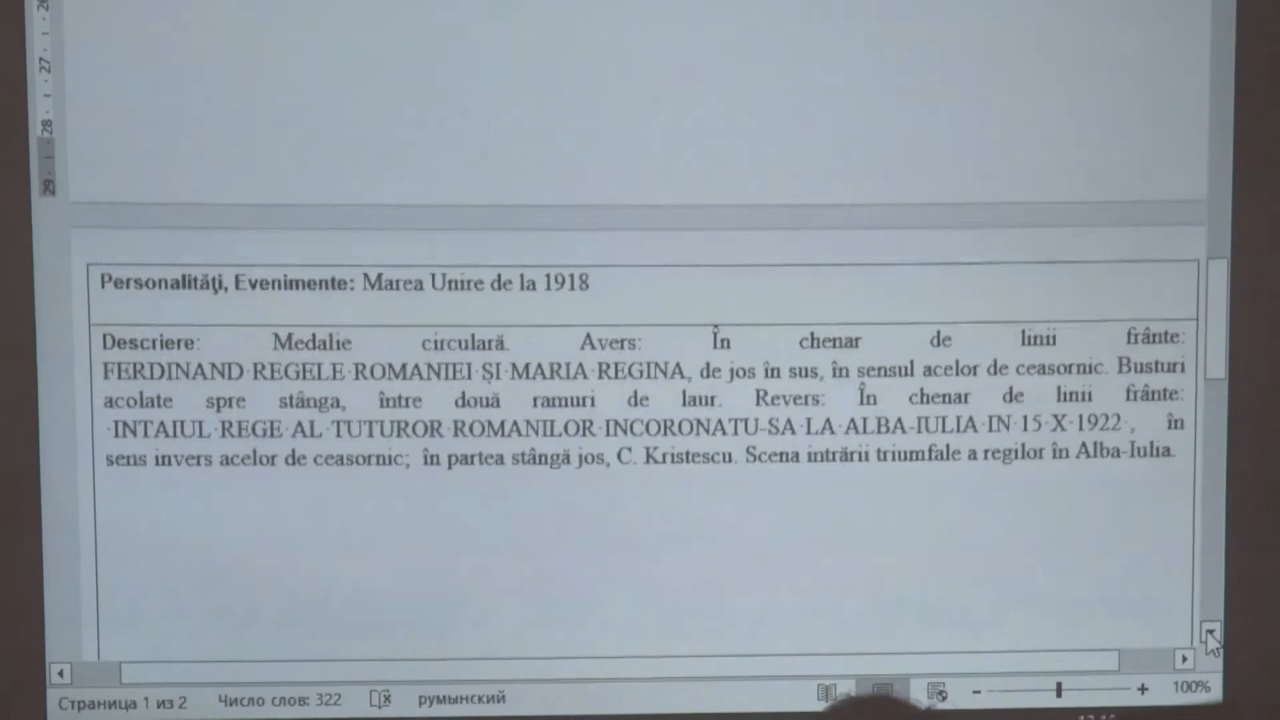 27
28
29
Personalităţi, Evenimente: Marea Unire de la 1918
Descriere: Medalie circulară. Avers: În chenar de linii frânte:
FERDINAND·REGELE·ROMANIEI·ȘI·MARIA·REGINA, de jos în sus, în sensul acelor de ceasornic. Busturi
acolate spre stânga, între două ramuri de laur. Revers: În chenar de linii frânte:
·INTAIUL·REGE·AL·TUTUROR·ROMANILOR·INCORONATU-SA·LA·ALBA-IULIA·IN·15·X·1922·, în
sens invers acelor de ceasornic; în partea stângă jos, C. Kristescu. Scena intrării triumfale a regilor în Alba-Iulia.
Страница 1 из 2 Число слов: 322 румынский 100%